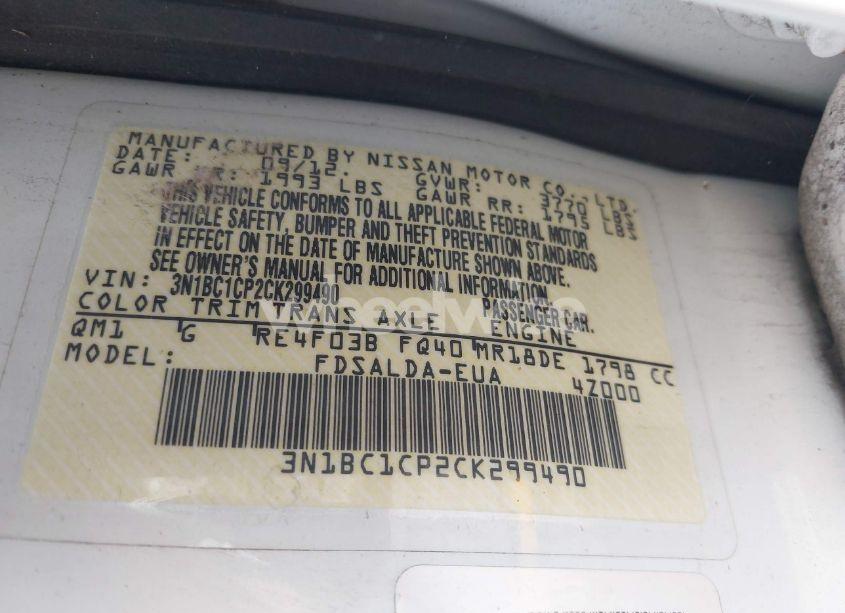 MANUFACTURED BY NISSAN MOTOR CO., LTD.
DATE: 09/12. GVWR: 3770 LBS
GAWR FR: 1993 LBS GAWR RR: 1795 LBS
THIS VEHICLE CONFORMS TO ALL APPLICABLE FEDERAL MOTOR
VEHICLE SAFETY, BUMPER AND THEFT PREVENTION STANDARDS
IN EFFECT ON THE DATE OF MANUFACTURE SHOWN ABOVE.
SEE OWNER'S MANUAL FOR ADDITIONAL INFORMATION.
VIN: 3N1BC1CP2CK299490 PASSENGER CAR.
COLOR TRIM TRANS AXLE ENGINE
QM1 G RE4F03B FQ40 MR18DE 1798 CC
MODEL: FDSALDA-EUA 4Z000
3N1BC1CP2CK299490